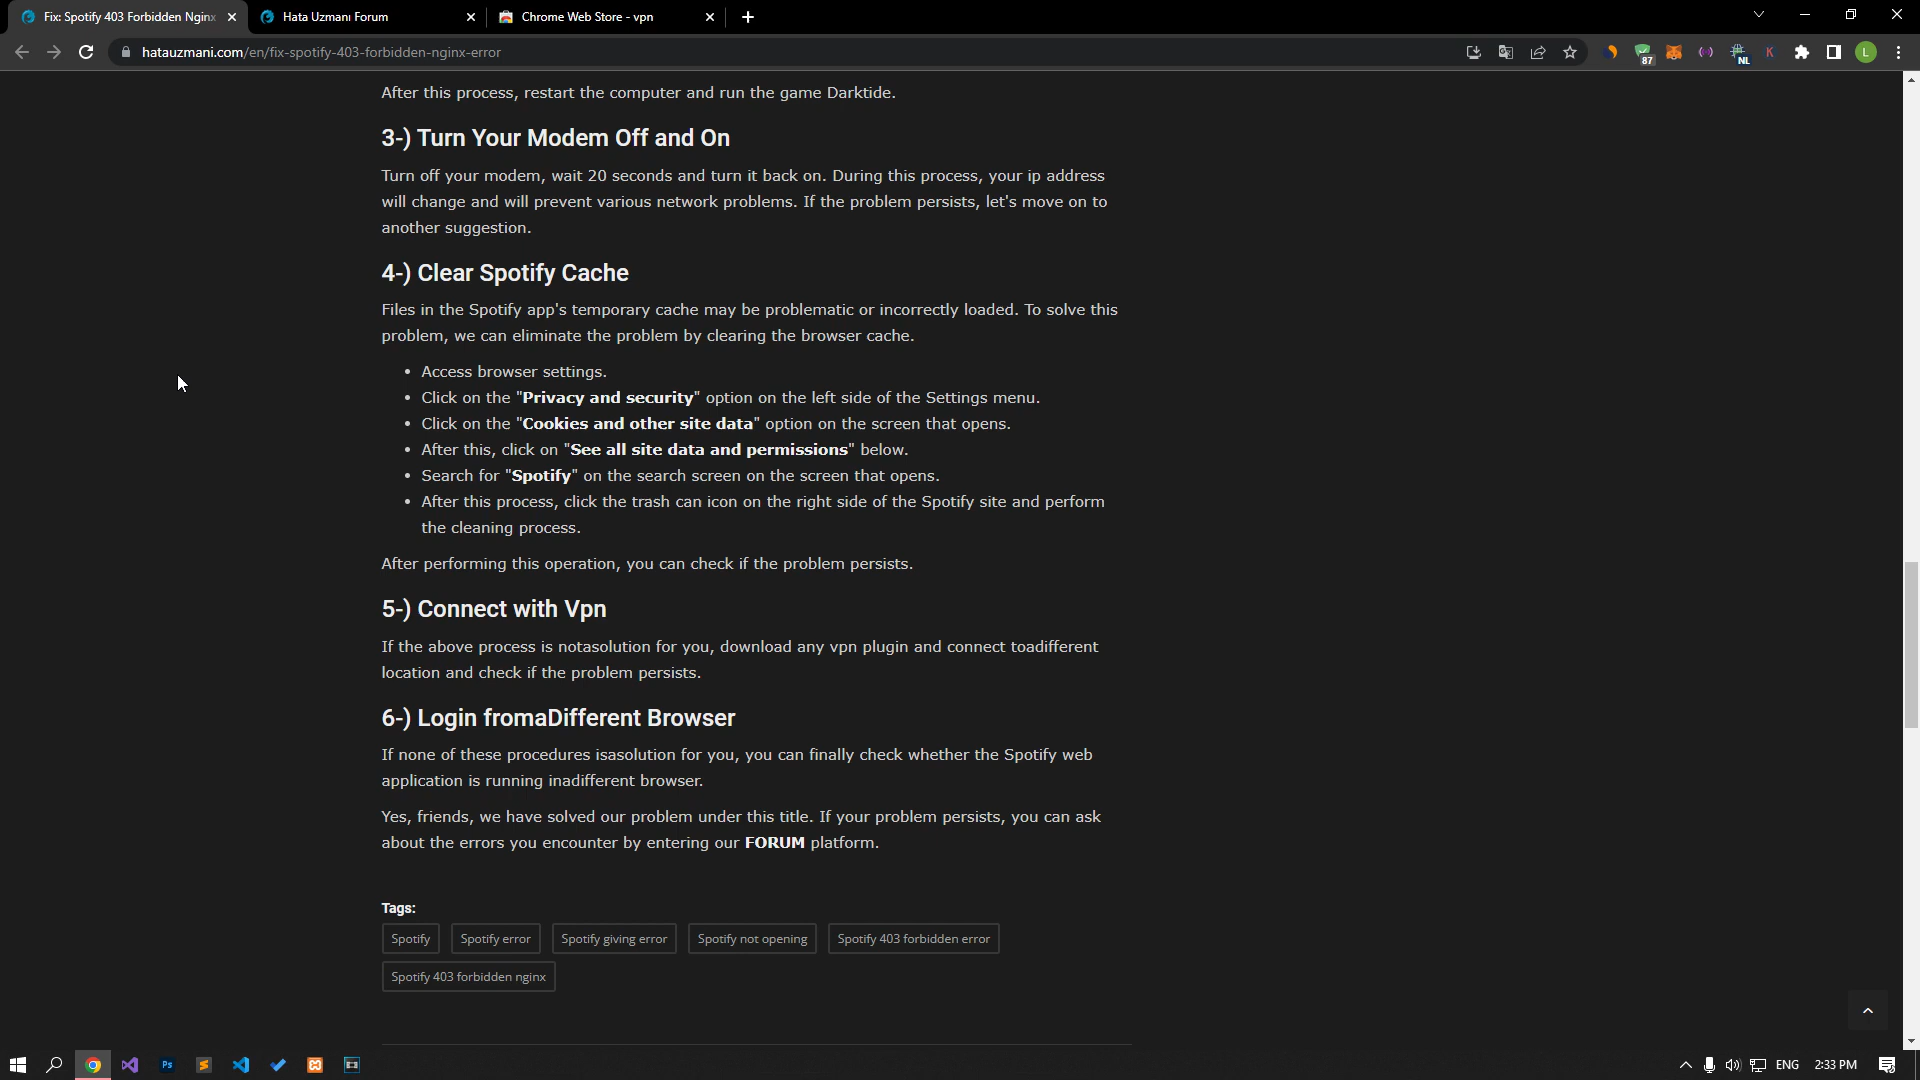 Fix: Spotify 403 Forbidden Nginx
Hata Uzmanı Forum
Chrome Web Store - vpn
hatauzmani.com/en/fix-spotify-403-forbidden-nginx-error
87
NL
K
L
After this process, restart the computer and run the game Darktide.
3-) Turn Your Modem Off and On
Turn off your modem, wait 20 seconds and turn it back on. During this process, your ip address
will change and will prevent various network problems. If the problem persists, let's move on to
another suggestion.
4-) Clear Spotify Cache
Files in the Spotify app's temporary cache may be problematic or incorrectly loaded. To solve this
problem, we can eliminate the problem by clearing the browser cache.
• Access browser settings.
• Click on the "Privacy and security" option on the left side of the Settings menu.
• Click on the "Cookies and other site data" option on the screen that opens.
• After this, click on "See all site data and permissions" below.
• Search for "Spotify" on the search screen on the screen that opens.
• After this process, click the trash can icon on the right side of the Spotify site and perform
the cleaning process.
After performing this operation, you can check if the problem persists.
5-) Connect with Vpn
If the above process is notasolution for you, download any vpn plugin and connect toadifferent
location and check if the problem persists.
6-) Login fromaDifferent Browser
If none of these procedures isasolution for you, you can finally check whether the Spotify web
application is running inadifferent browser.
Yes, friends, we have solved our problem under this title. If your problem persists, you can ask
about the errors you encounter by entering our FORUM platform.
Tags:
Spotify Spotify error Spotify giving error Spotify not opening Spotify 403 forbidden error
Spotify 403 forbidden nginx
Ps
ENG
2:33 PM